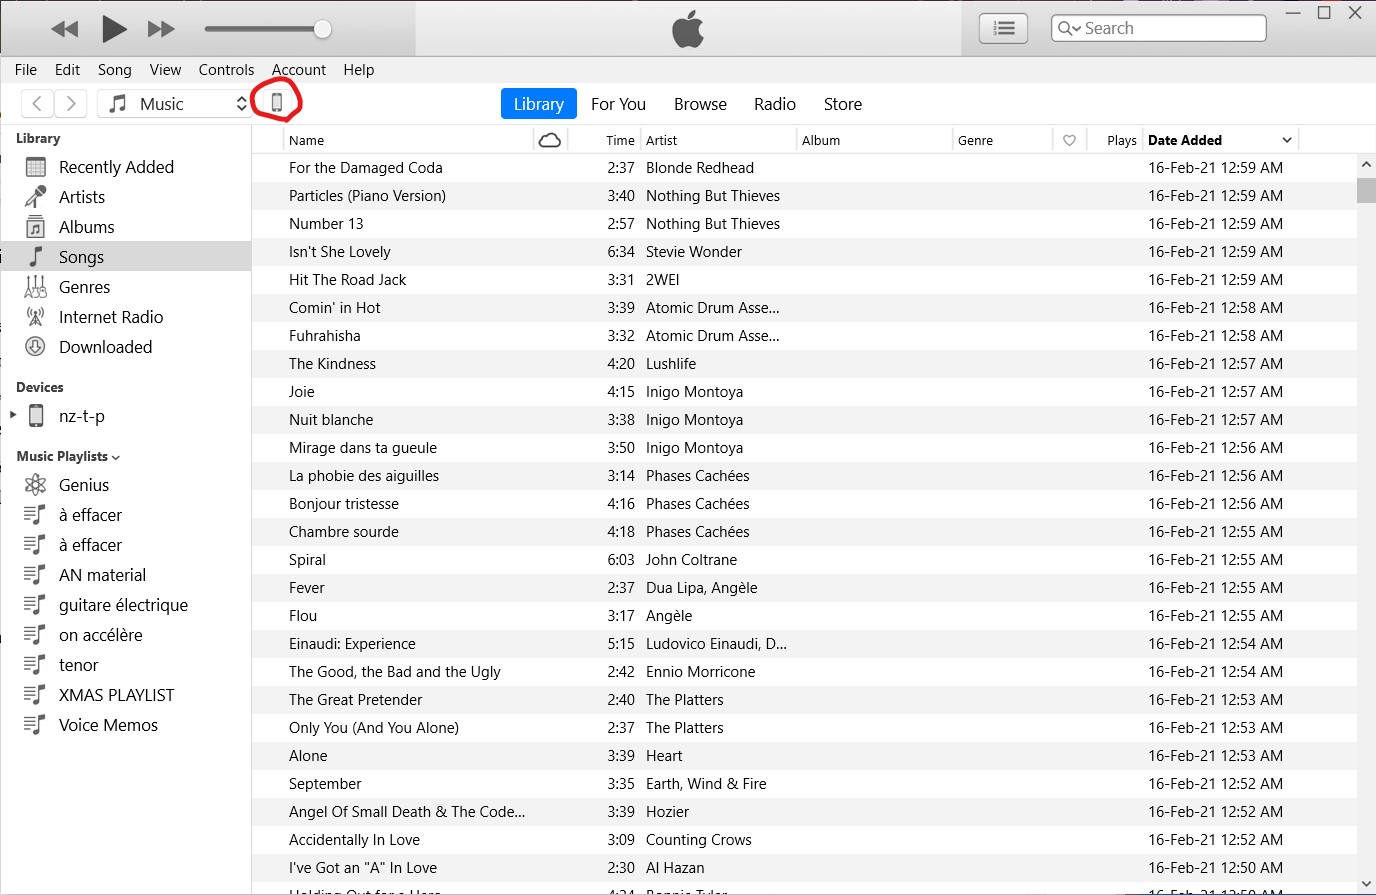 Search
File Edit Song View Controls Account Help
Music Library For You Browse Radio Store
Library
Recently Added
Artists
Albums
Songs
Genres
Internet Radio
Downloaded
Devices
nz-t-p
Music Playlists
Genius
à effacer
à effacer
AN material
guitare électrique
on accélère
tenor
XMAS PLAYLIST
Voice Memos
Name Time Artist Album Genre Plays Date Added
For the Damaged Coda 2:37 Blonde Redhead 16-Feb-21 12:59 AM
Particles (Piano Version) 3:40 Nothing But Thieves 16-Feb-21 12:59 AM
Number 13 2:57 Nothing But Thieves 16-Feb-21 12:59 AM
Isn't She Lovely 6:34 Stevie Wonder 16-Feb-21 12:59 AM
Hit The Road Jack 3:31 2WEI 16-Feb-21 12:59 AM
Comin' in Hot 3:39 Atomic Drum Asse... 16-Feb-21 12:58 AM
Fuhrahisha 3:32 Atomic Drum Asse... 16-Feb-21 12:58 AM
The Kindness 4:20 Lushlife 16-Feb-21 12:57 AM
Joie 4:15 Inigo Montoya 16-Feb-21 12:57 AM
Nuit blanche 3:38 Inigo Montoya 16-Feb-21 12:57 AM
Mirage dans ta gueule 3:50 Inigo Montoya 16-Feb-21 12:56 AM
La phobie des aiguilles 3:14 Phases Cachées 16-Feb-21 12:56 AM
Bonjour tristesse 4:16 Phases Cachées 16-Feb-21 12:56 AM
Chambre sourde 4:18 Phases Cachées 16-Feb-21 12:55 AM
Spiral 6:03 John Coltrane 16-Feb-21 12:55 AM
Fever 2:37 Dua Lipa, Angèle 16-Feb-21 12:55 AM
Flou 3:17 Angèle 16-Feb-21 12:55 AM
Einaudi: Experience 5:15 Ludovico Einaudi, D... 16-Feb-21 12:54 AM
The Good, the Bad and the Ugly 2:42 Ennio Morricone 16-Feb-21 12:54 AM
The Great Pretender 2:40 The Platters 16-Feb-21 12:53 AM
Only You (And You Alone) 2:37 The Platters 16-Feb-21 12:53 AM
Alone 3:39 Heart 16-Feb-21 12:53 AM
September 3:35 Earth, Wind & Fire 16-Feb-21 12:52 AM
Angel Of Small Death & The Code... 3:39 Hozier 16-Feb-21 12:52 AM
Accidentally In Love 3:09 Counting Crows 16-Feb-21 12:52 AM
I've Got an "A" In Love 2:30 Al Hazan 16-Feb-21 12:50 AM